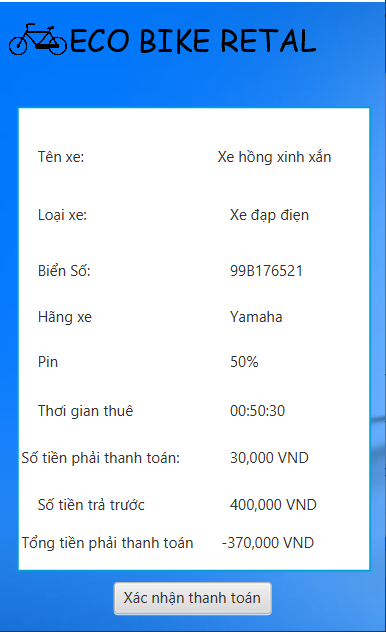 ECO BIKE RETAL
Tên xe: Xe hồng xinh xắn
Loại xe: Xe đạp điẹn
Biển Số: 99B176521
Hãng xe Yamaha
Pin 50%
Thơi gian thuê 00:50:30
Số tiền phải thanh toán: 30,000 VND
Số tiền trả trước 400,000 VND
Tổng tiền phải thanh toán -370,000 VND
Xác nhận thanh toán